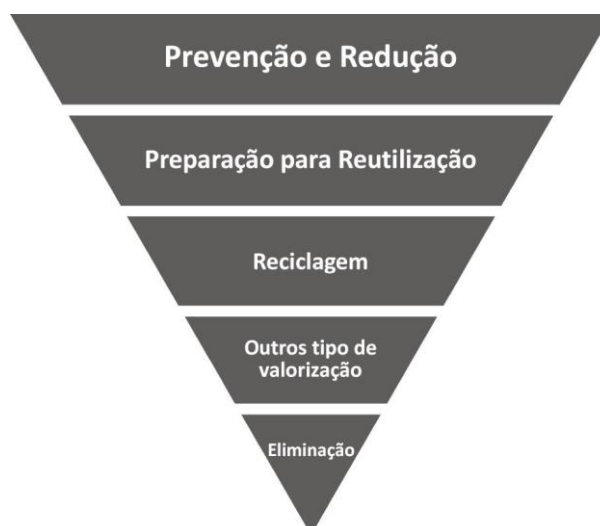 Prevenção e Redução
Preparação para Reutilização
Reciclagem
Outros tipo de
valorização
Eliminação